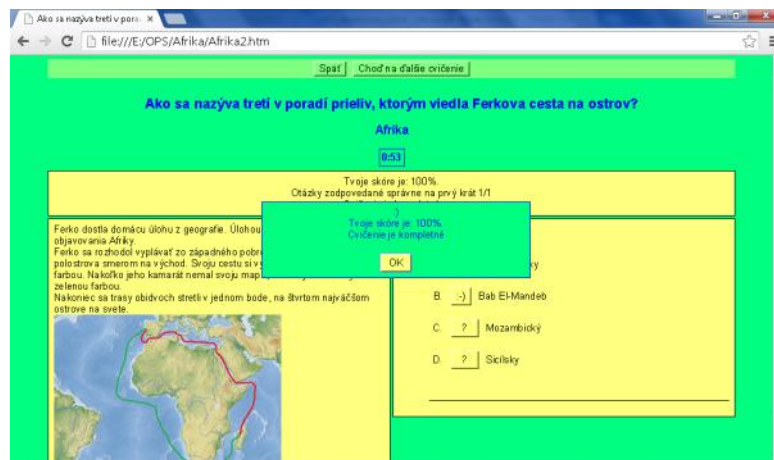 Ako sa nazýva tretí v pora
file:///E:/OPS/Afrika/Afrika2.htm
Späť Choď na ďalšie cvičenie
Ako sa nazýva tretí v poradí prieliv, ktorým viedla Ferkova cesta na ostrov?
Afrika
0:53
Tvoje skóre je: 100%.
Otázky zodpovedané správne na prvý krát 1/1
:)
Tvoje skóre je: 100%.
Cvičenie je kompletné
OK
Ferko dostla domácu úlohu z geografie. Úlohou
objavovania Afriky.
Ferko sa rozhodol vyplávať zo západného
polostrova smerom na východ. Svoju cestu si
farbou. Nakoľko jeho kamarát nemal svoju
zelenou farbou.
Nakoniec sa trasy obidvoch stretli v jednom bode, na štvrtom najväčšom
ostrove na svete.
B. :-) Bab El-Mandeb
C. ? Mozambický
D. ? Sicílsky